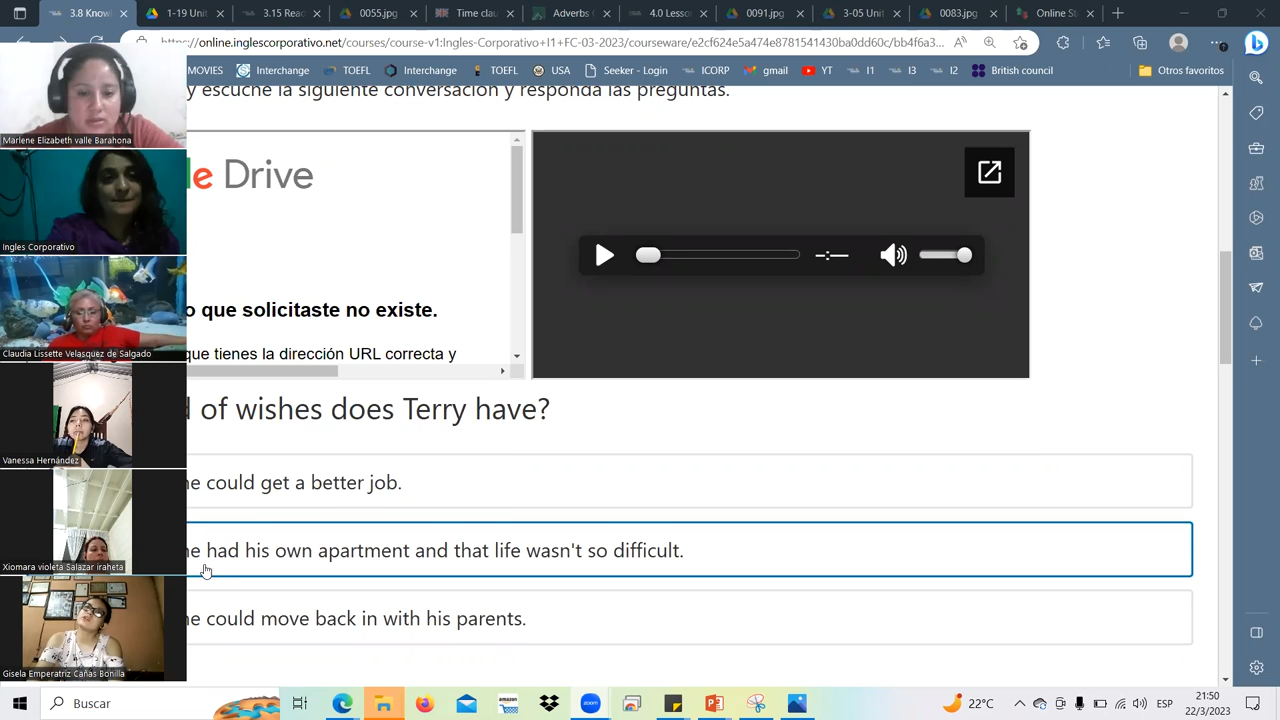 3.8 Know
1-19 Unit
3.15 Reac
0055.jpg
Time clau
Adverbs
4.0 Lesson
0091.jpg
3-05 Unit
0083.jpg
Online St
https://online.inglescorporativo.net/courses/course-v1:Ingles-Corporativo+I1+FC-03-2023/courseware/e2cf624e5a474e8781541430ba0dd60c/bb4f6a3...
MOVIES
Interchange
TOEFL
Interchange
TOEFL
USA
Seeker - Login
ICORP
gmail
YT
I1
I3
I2
British council
Otros favoritos
y escuche la siguiente conversación y responda las preguntas.
le Drive
o que solicitaste no existe.
que tienes la dirección URL correcta y
d of wishes does Terry have?
he could get a better job.
he had his own apartment and that life wasn't so difficult.
he could move back in with his parents.
Marlene Elizabeth valle Barahona
Ingles Corporativo
Claudia Lissette Velasquez de Salgado
Vanessa Hernández
Xiomara violeta Salazar iraheta
Gisela Emperatriz Cañas Bonilla
Buscar
22°C
ESP
21:50
22/3/2023